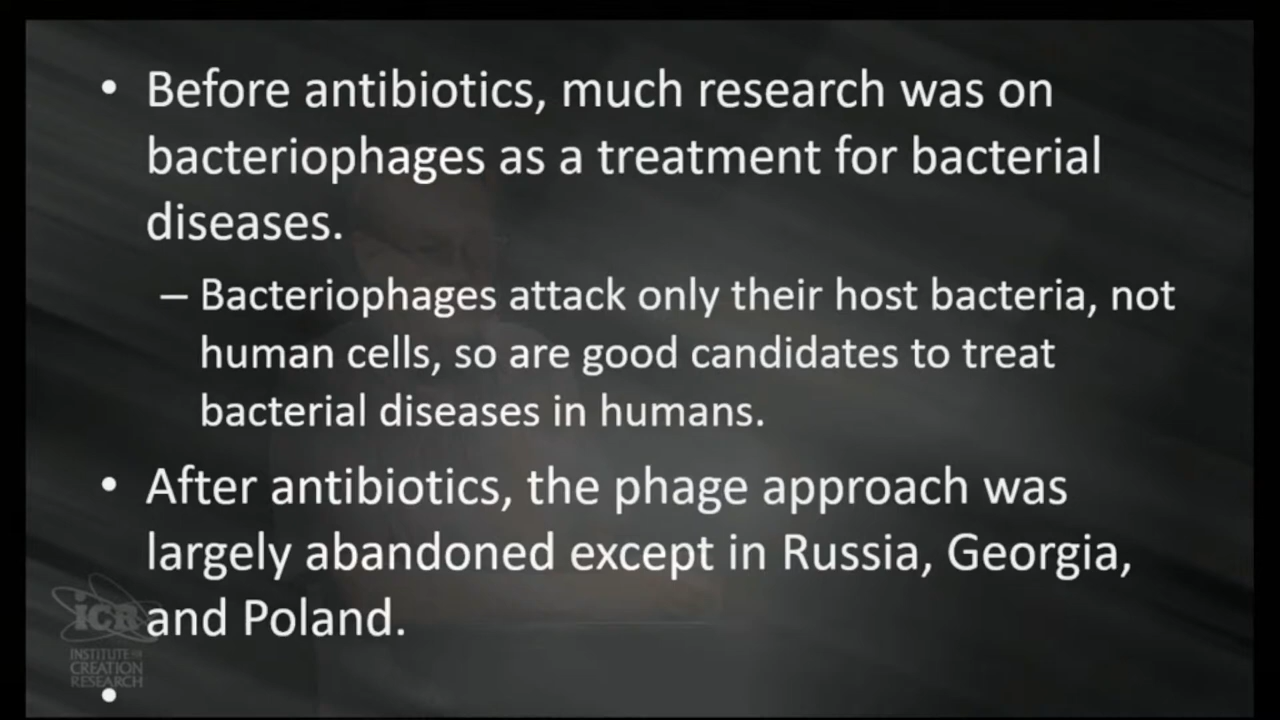 • Before antibiotics, much research was on
bacteriophages as a treatment for bacterial
diseases.
– Bacteriophages attack only their host bacteria, not
human cells, so are good candidates to treat
bacterial diseases in humans.
• After antibiotics, the phage approach was
largely abandoned except in Russia, Georgia,
and Poland.
•
iCR
INSTITUTE FOR
CREATION
RESEARCH